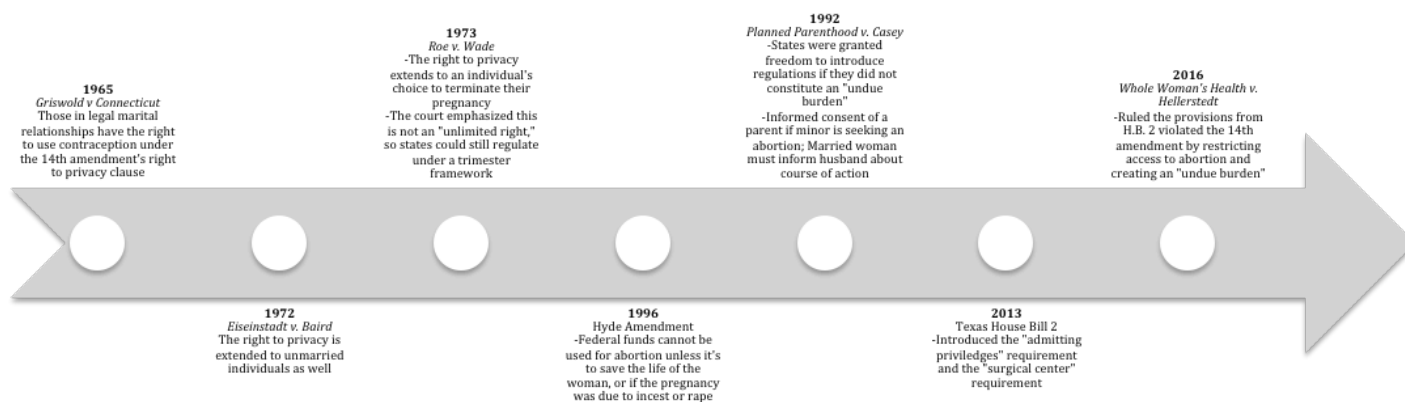 1965
Griswold v Connecticut
Those in legal marital
relationships have the right
to use contraception under
the 14th amendment's right
to privacy clause
1972
Eiseinstadt v. Baird
The right to privacy is
extended to unmarried
individuals as well
1973
Roe v. Wade
-The right to privacy
extends to an individual's
choice to terminate their
pregnancy
-The court emphasized this
is not an "unlimited right,"
so states could still regulate
under a trimester
framework
1996
Hyde Amendment
-Federal funds cannot be
used for abortion unless it's
to save the life of the
woman, or if the pregnancy
was due to incest or rape
1992
Planned Parenthood v. Casey
-States were granted
freedom to introduce
regulations if they did not
constitute an "undue
burden"
-Informed consent of a
parent if minor is seeking an
abortion; Married woman
must inform husband about
course of action
2013
Texas House Bill 2
-Introduced the "admitting
priviledges" requirement
and the "surgical center"
requirement
2016
Whole Woman's Health v.
Hellerstedt
-Ruled the provisions from
H.B. 2 violated the 14th
amendment by restricting
access to abortion and
creating an "undue burden"